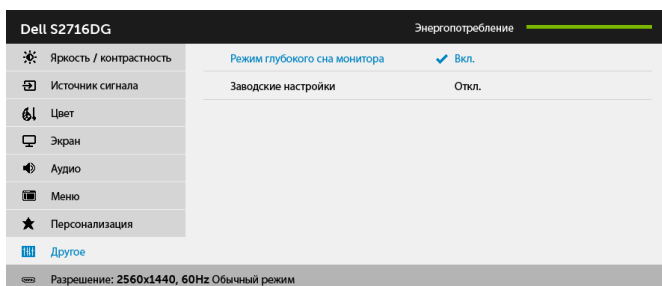 Dell S2716DG
Энергопотребление
Яркость / контрастность
Режим глубокого сна монитора
Вкл.
Источник сигнала
Заводские настройки
Откл.
Цвет
Экран
Аудио
Меню
Персонализация
Другое
Разрешение: 2560x1440, 60Hz Обычный режим